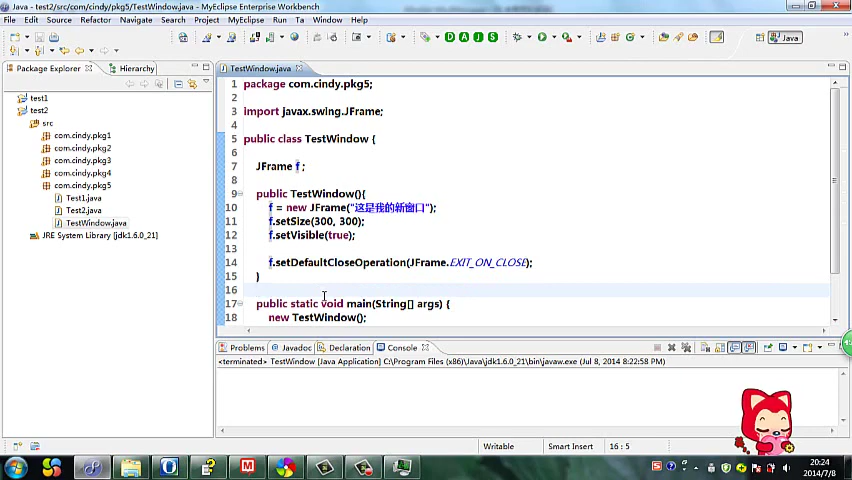 Java - test2/src/com/cindy/pkg5/TestWindow.java - MyEclipse Enterprise Workbench
File Edit Source Refactor Navigate Search Project MyEclipse Run Tools Window Help
Java
Package Explorer Hierarchy
test1
test2
src
com.cindy.pkg1
com.cindy.pkg2
com.cindy.pkg3
com.cindy.pkg4
com.cindy.pkg5
Test1.java
Test2.java
TestWindow.java
JRE System Library [jdk1.6.0_21]
TestWindow.java
1 package com.cindy.pkg5;
2
3 import javax.swing.JFrame;
4
5 public class TestWindow {
6
7 JFrame f ;
8
9 public TestWindow(){
10 f = new JFrame("这是我的新窗口");
11 f.setSize(300, 300);
12 f.setVisible(true);
13
14 f.setDefaultCloseOperation(JFrame.EXIT_ON_CLOSE);
15 }
16
17 public static void main(String[] args) {
18 new TestWindow();
Problems Javadoc Declaration Console
<terminated> TestWindow [Java Application] C:\Program Files (x86)\Java\jdk1.6.0_21\bin\javaw.exe (Jul 8, 2014 8:22:58 PM)
Writable Smart Insert 16 : 5
20:24
2014/7/8